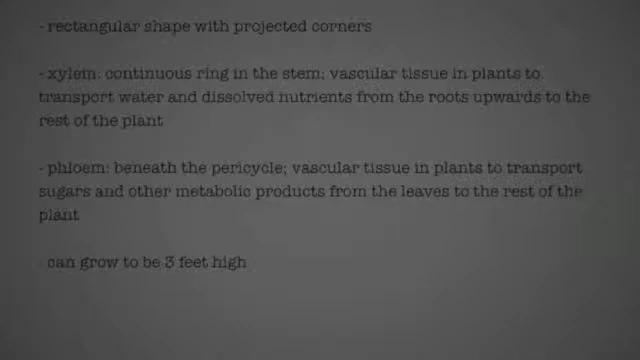 - rectangular shape with projected corners
- xylem: continuous ring in the stem; vascular tissue in plants to
transport water and dissolved nutrients from the roots upwards to the
rest of the plant
- phloem: beneath the pericycle; vascular tissue in plants to transport
sugars and other metabolic products from the leaves to the rest of the
plant
- can grow to be 3 feet high